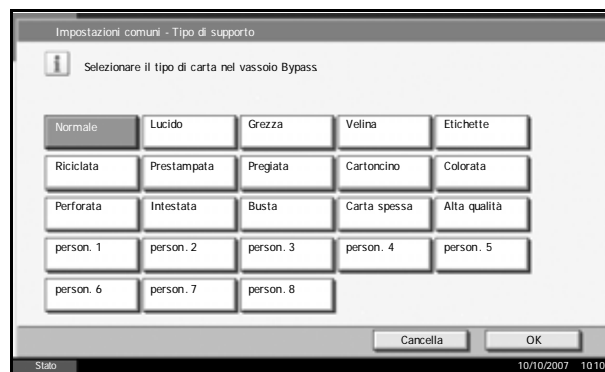 Impostazioni comuni - Tipo di supporto
Selezionare il tipo di carta nel vassoio Bypass.
Normale Lucido Grezza Velina Etichette
Riciclata Prestampata Pregiata Cartoncino Colorata
Perforata Intestata Busta Carta spessa Alta qualità
person. 1 person. 2 person. 3 person. 4 person. 5
person. 6 person. 7 person. 8
Cancella OK
Stato 10/10/2007 10:10